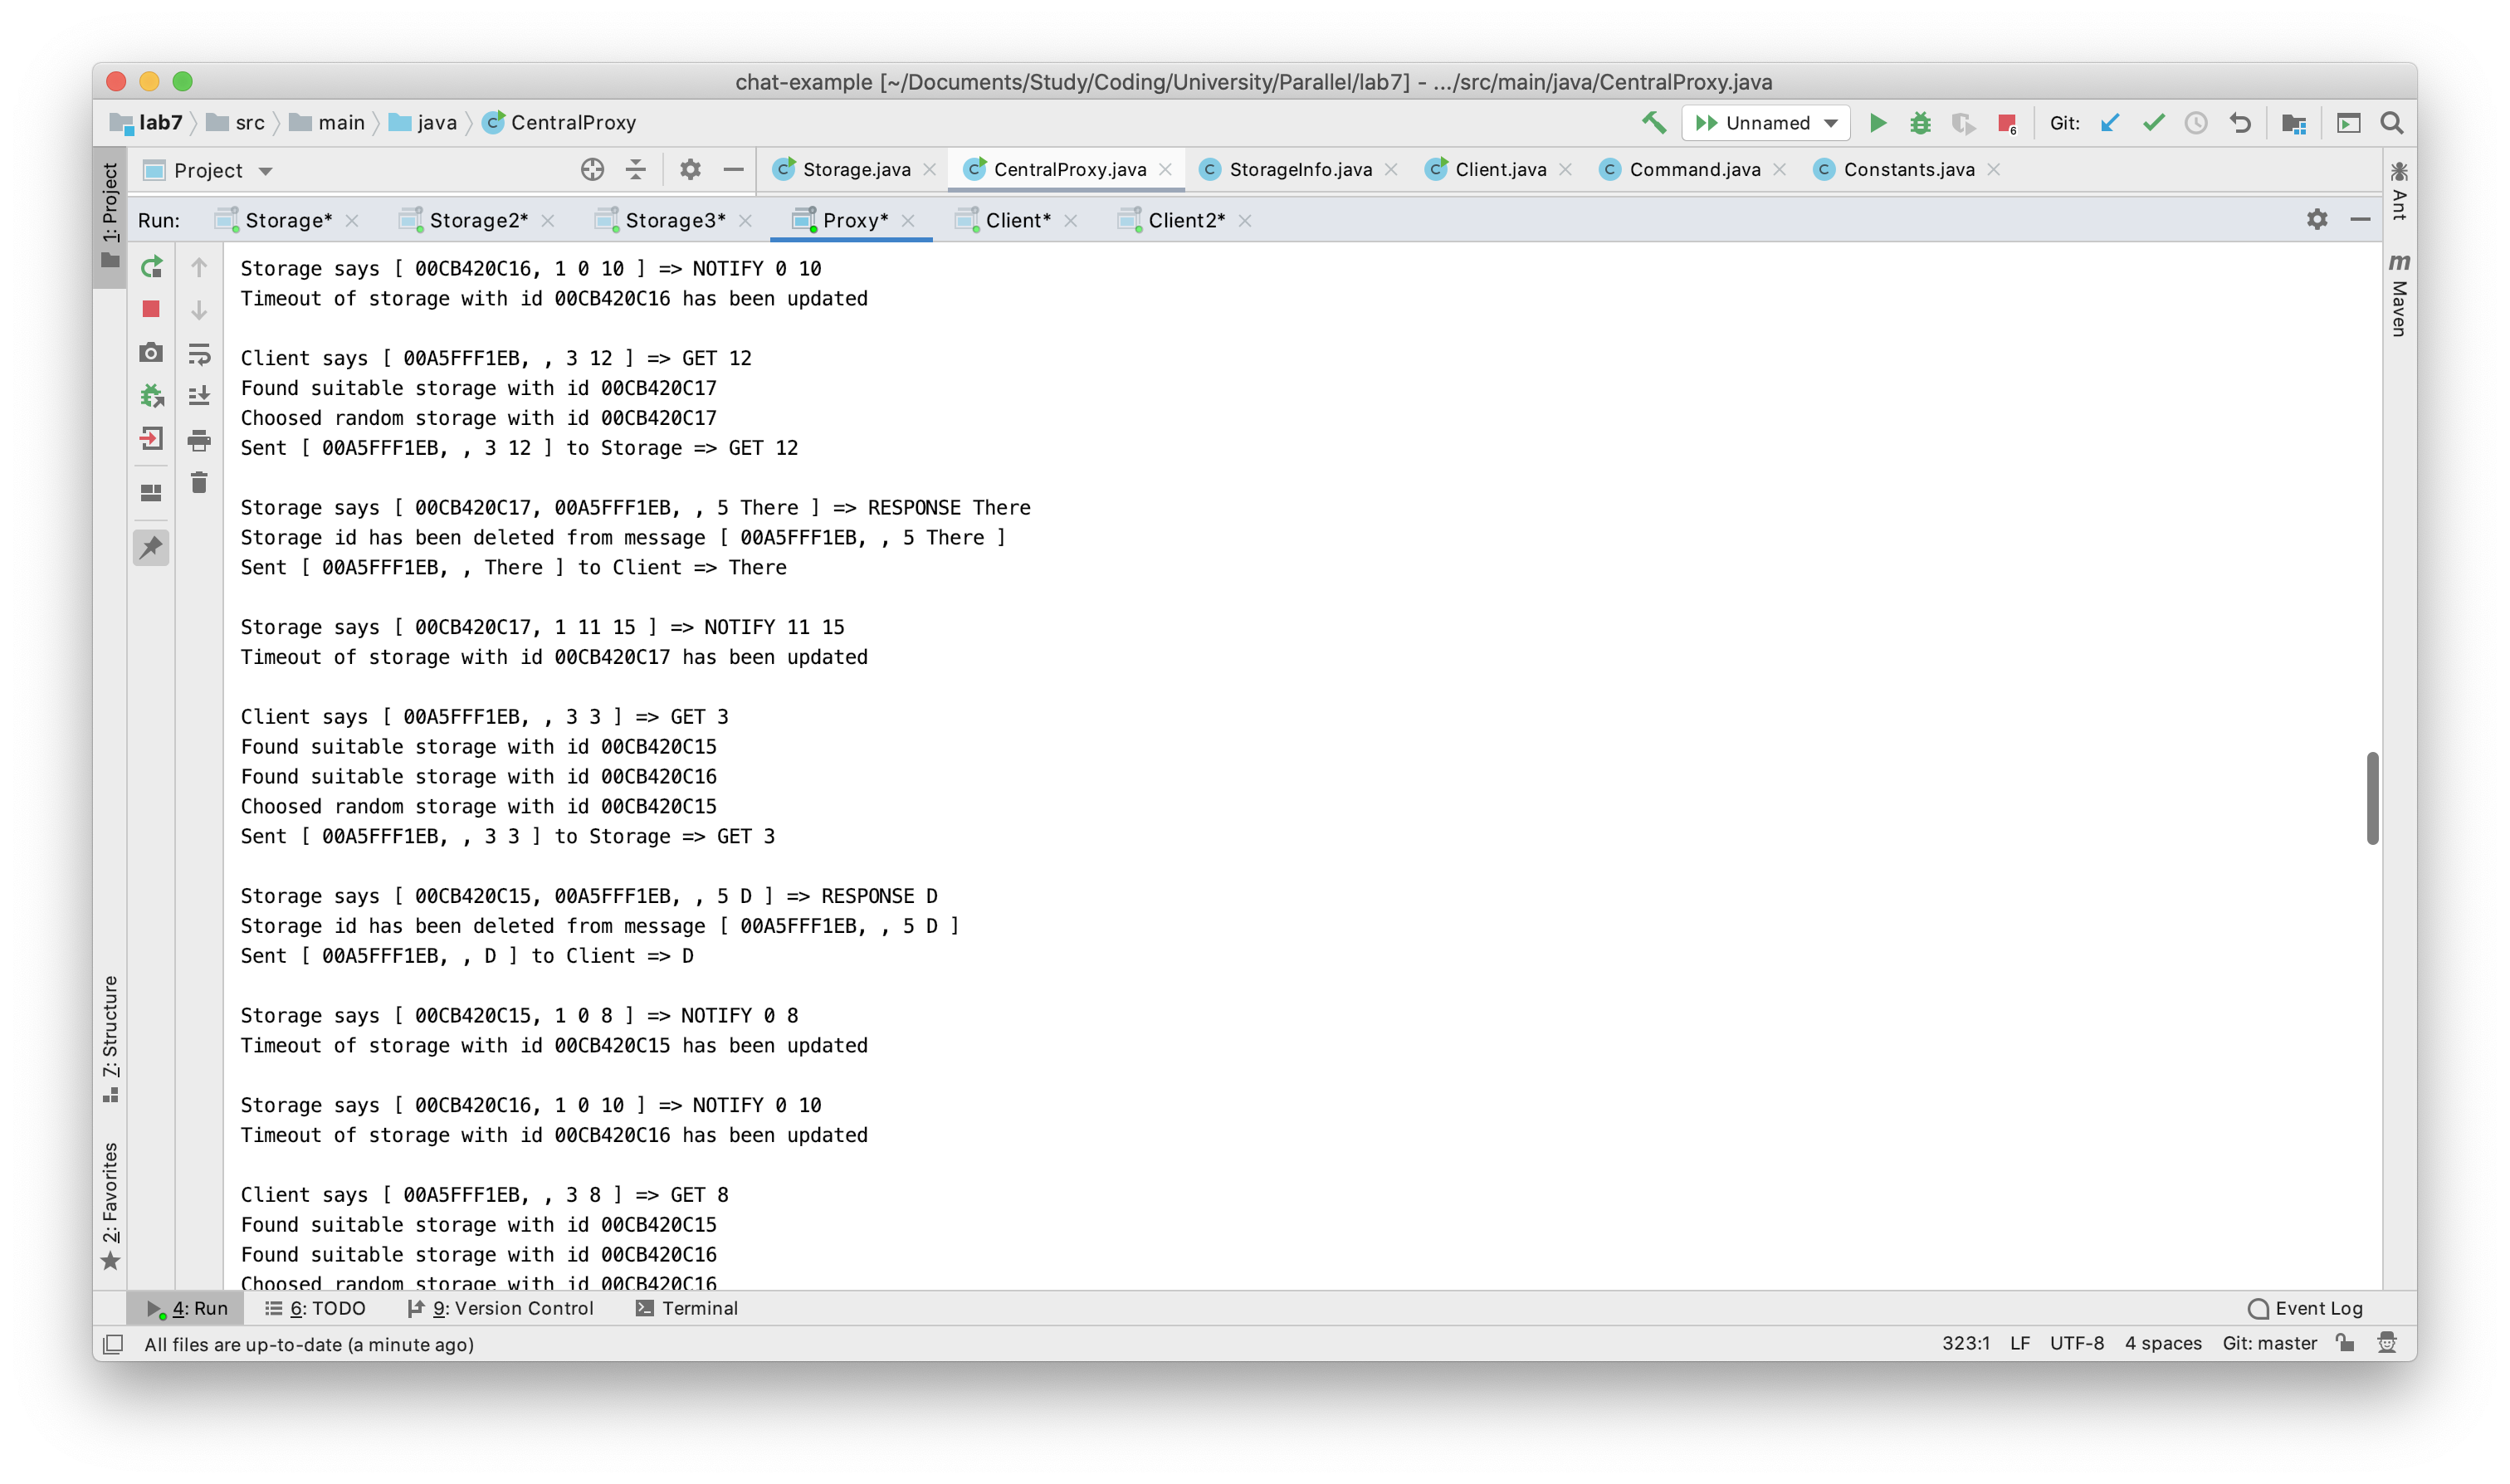 chat-example [~/Documents/Study/Coding/University/Parallel/lab7] - .../src/main/java/CentralProxy.java
lab7 src main java CentralProxy
Unnamed
6
Git:
1: Project
Project
Storage.java
CentralProxy.java
StorageInfo.java
Client.java
Command.java
Constants.java
Ant
Maven
Run: Storage* Storage2* Storage3* Proxy* Client* Client2*
Storage says [ 00CB420C16, 1 0 10 ] => NOTIFY 0 10
Timeout of storage with id 00CB420C16 has been updated
Client says [ 00A5FFF1EB, , 3 12 ] => GET 12
Found suitable storage with id 00CB420C17
Choosed random storage with id 00CB420C17
Sent [ 00A5FFF1EB, , 3 12 ] to Storage => GET 12
Storage says [ 00CB420C17, 00A5FFF1EB, , 5 There ] => RESPONSE There
Storage id has been deleted from message [ 00A5FFF1EB, , 5 There ]
Sent [ 00A5FFF1EB, , There ] to Client => There
Storage says [ 00CB420C17, 1 11 15 ] => NOTIFY 11 15
Timeout of storage with id 00CB420C17 has been updated
Client says [ 00A5FFF1EB, , 3 3 ] => GET 3
Found suitable storage with id 00CB420C15
Found suitable storage with id 00CB420C16
Choosed random storage with id 00CB420C15
Sent [ 00A5FFF1EB, , 3 3 ] to Storage => GET 3
Storage says [ 00CB420C15, 00A5FFF1EB, , 5 D ] => RESPONSE D
Storage id has been deleted from message [ 00A5FFF1EB, , 5 D ]
Sent [ 00A5FFF1EB, , D ] to Client => D
Storage says [ 00CB420C15, 1 0 8 ] => NOTIFY 0 8
Timeout of storage with id 00CB420C15 has been updated
Storage says [ 00CB420C16, 1 0 10 ] => NOTIFY 0 10
Timeout of storage with id 00CB420C16 has been updated
Client says [ 00A5FFF1EB, , 3 8 ] => GET 8
Found suitable storage with id 00CB420C15
Found suitable storage with id 00CB420C16
Choosed random storage with id 00CB420C16
7: Structure
2: Favorites
4: Run 6: TODO 9: Version Control Terminal Event Log
All files are up-to-date (a minute ago) 323:1 LF UTF-8 4 spaces Git: master